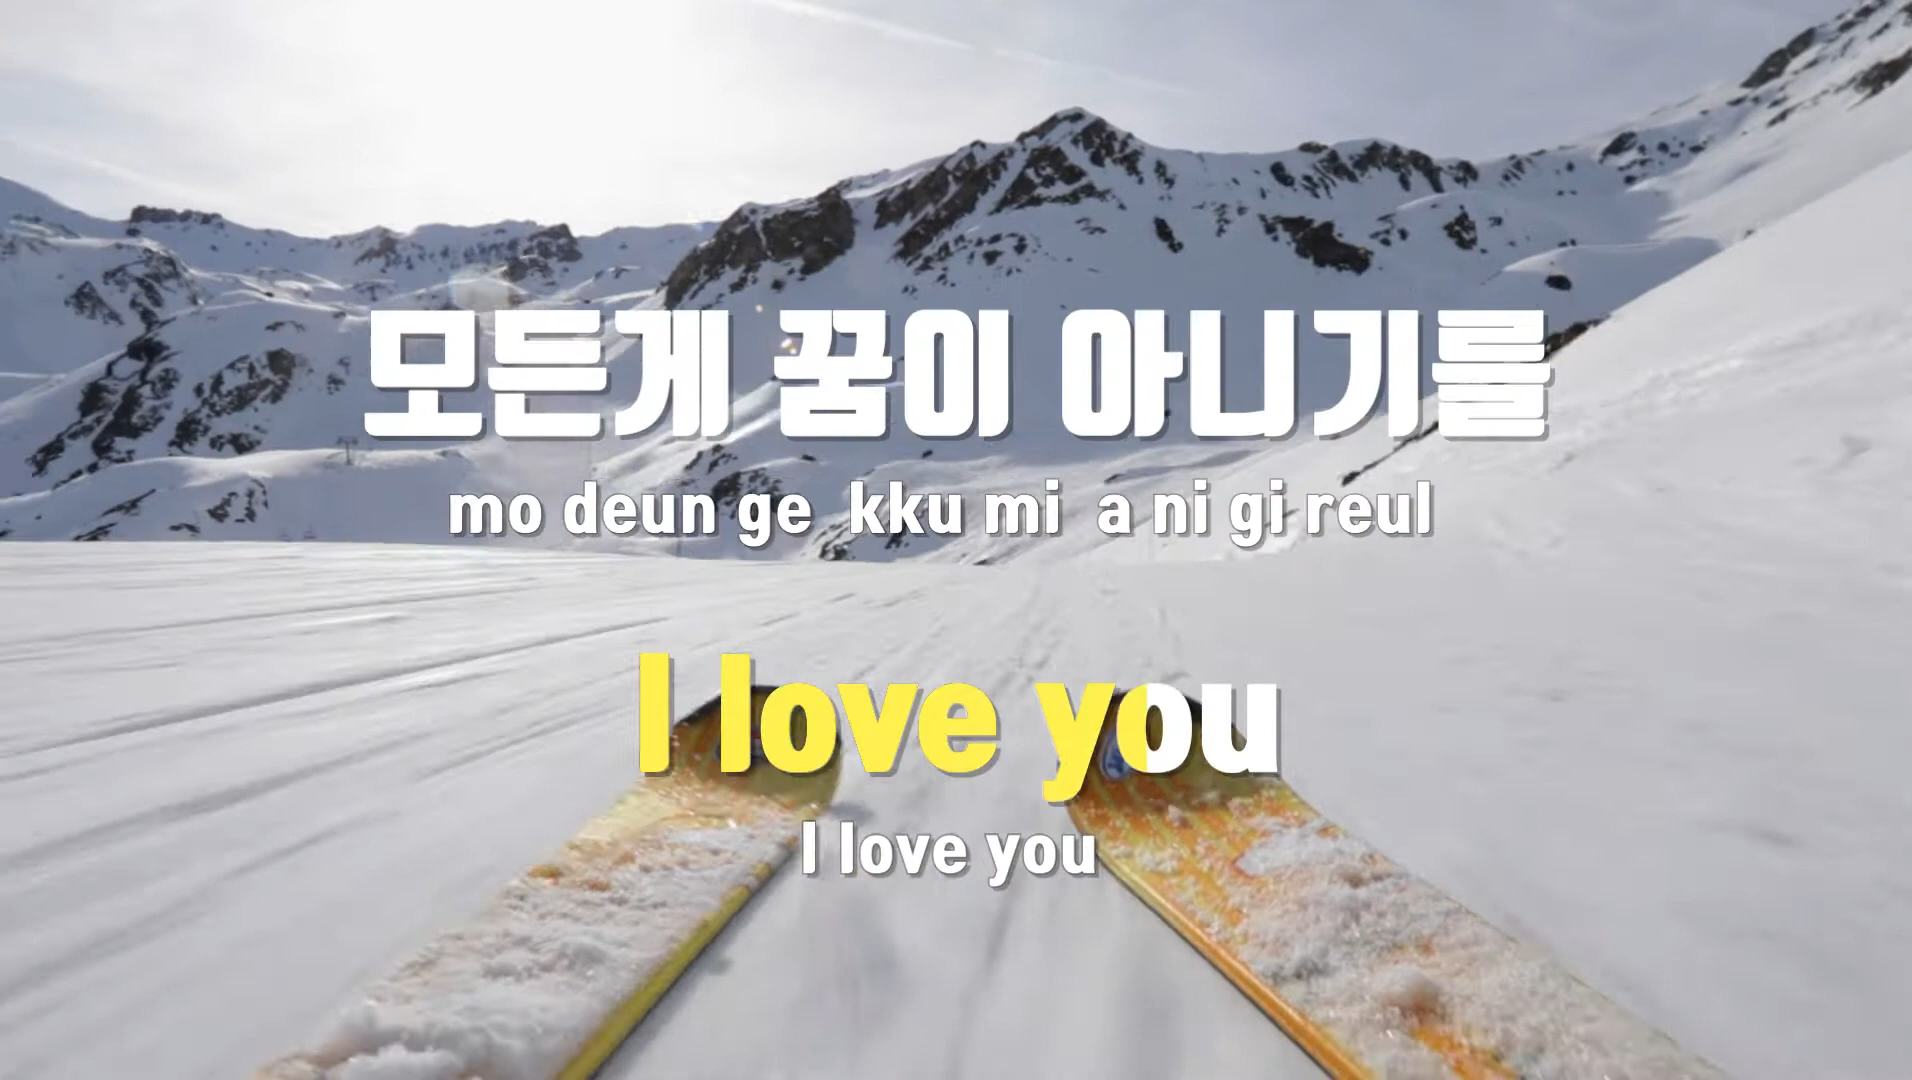 모든게 꿈이 아니기를
mo deun ge kku mi a ni gi reul
I love you
I love you